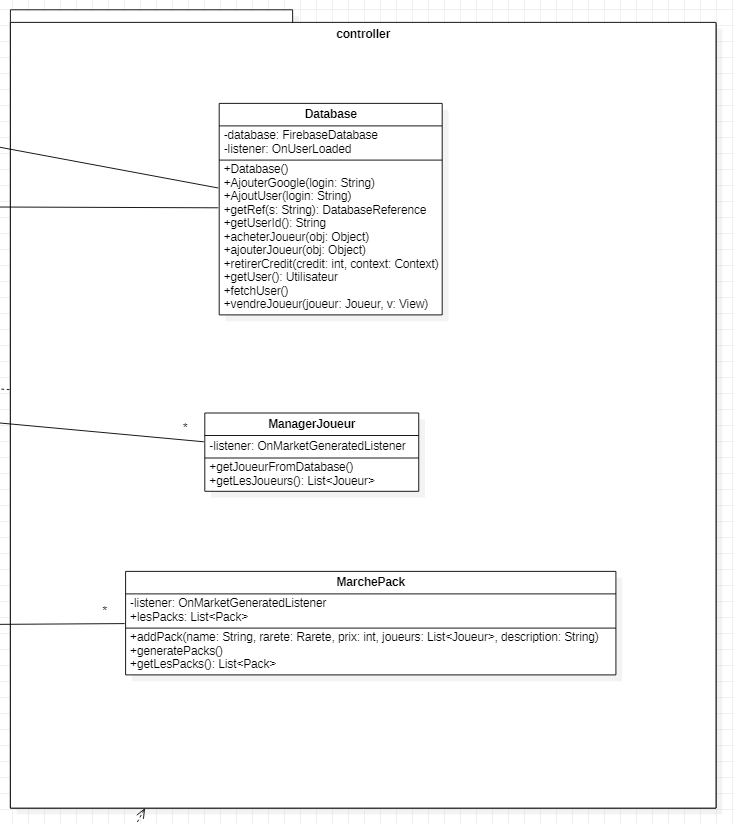 controller
Database
-database: FirebaseDatabase
-listener: OnUserLoaded
+Database()
+AjouterGoogle(login: String)
+AjoutUser(login: String)
+getRef(s: String): DatabaseReference
+getUserId(): String
+acheterJoueur(obj: Object)
+ajouterJoueur(obj: Object)
+retirerCredit(credit: int, context: Context)
+getUser(): Utilisateur
+fetchUser()
+vendreJoueur(joueur: Joueur, v: View)
*
ManagerJoueur
-listener: OnMarketGeneratedListener
+getJoueurFromDatabase()
+getLesJoueurs(): List<Joueur>
*
MarchePack
-listener: OnMarketGeneratedListener
+lesPacks: List<Pack>
+addPack(name: String, rarete: Rarete, prix: int, joueurs: List<Joueur>, description: String)
+generatePacks()
+getLesPacks(): List<Pack>